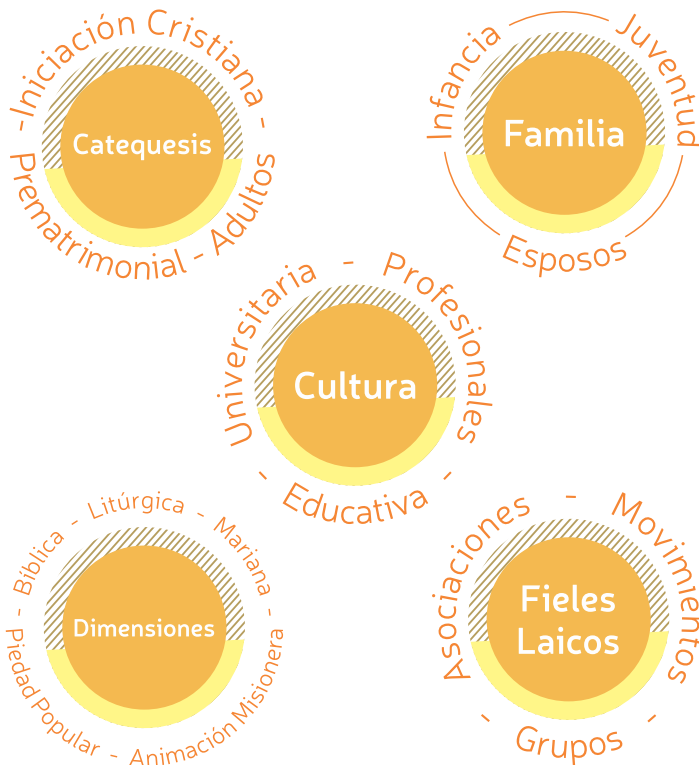 -Iniciación Cristiana-
Catequesis
Prematrimonial - Adultos
Infancia
Juventud
Familia
Esposos
Universitaria - Profesionales
Cultura
- Educativa -
- Bíblica - Litúrgica - Mariana -
Dimensiones
Piedad Popular - Animación Misionera
Asociaciones - Movimientos
Fieles
Laicos
- Grupos -